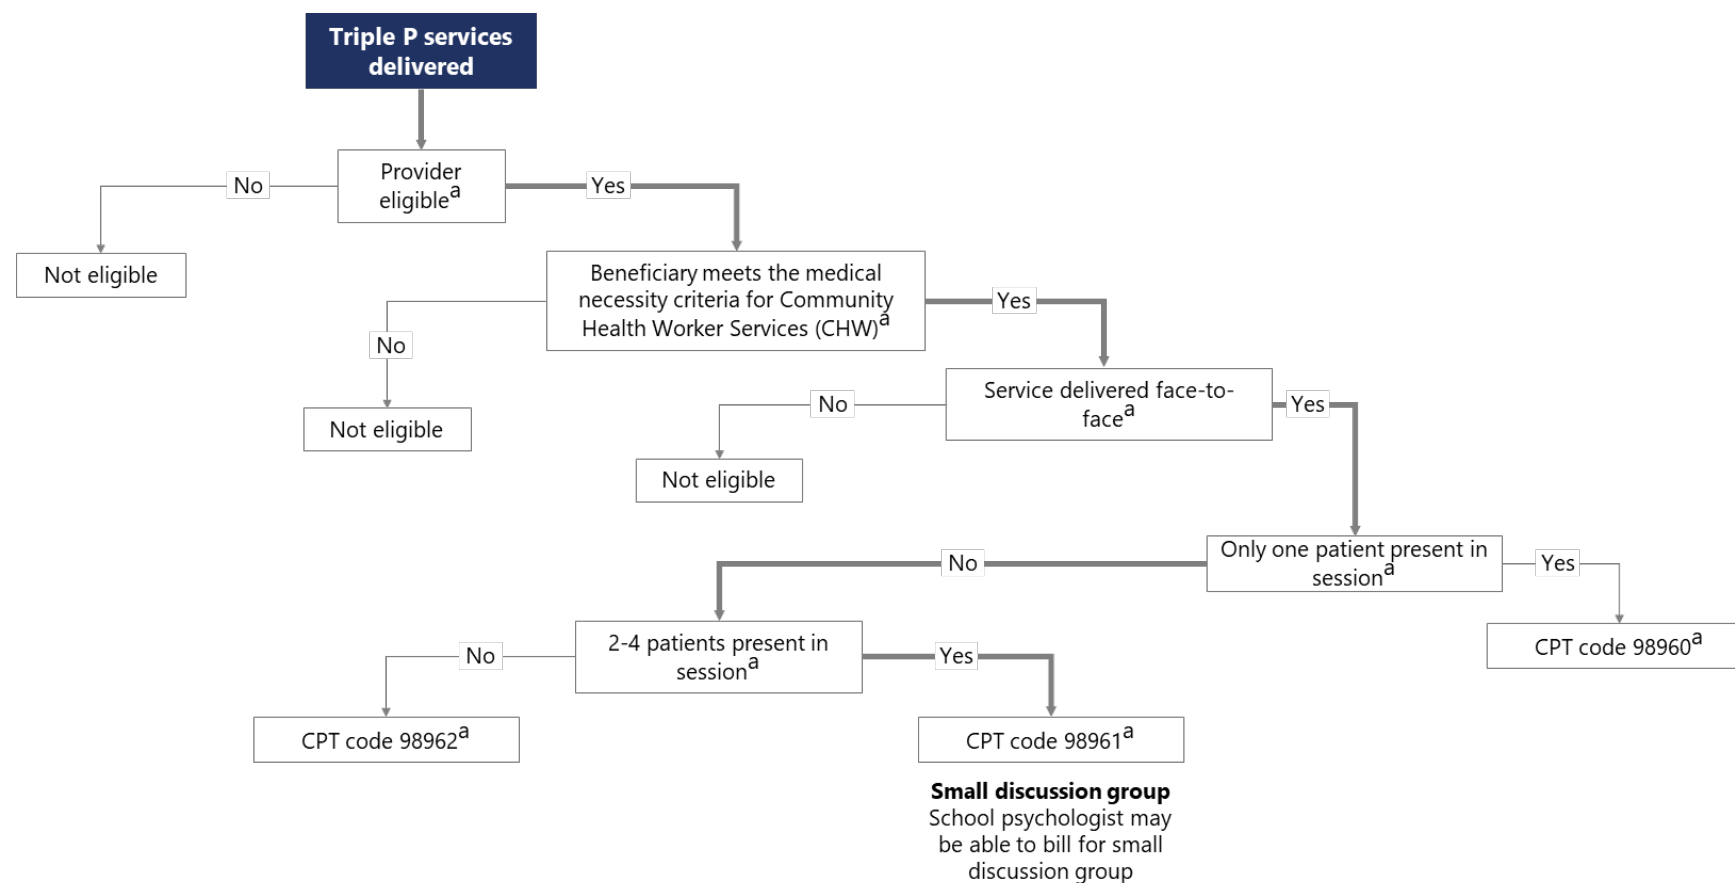 Triple P services
delivered
Provider
eligible^a
No
Yes
Not eligible
Beneficiary meets the medical
necessity criteria for Community
Health Worker Services (CHW)^a
No
Yes
Not eligible
Service delivered face-to-
face^a
No
Yes
Not eligible
Only one patient present in
session^a
No
Yes
2-4 patients present in
session^a
CPT code 98960^a
No
Yes
CPT code 98962^a
CPT code 98961^a
Small discussion group
School psychologist may
be able to bill for small
discussion group